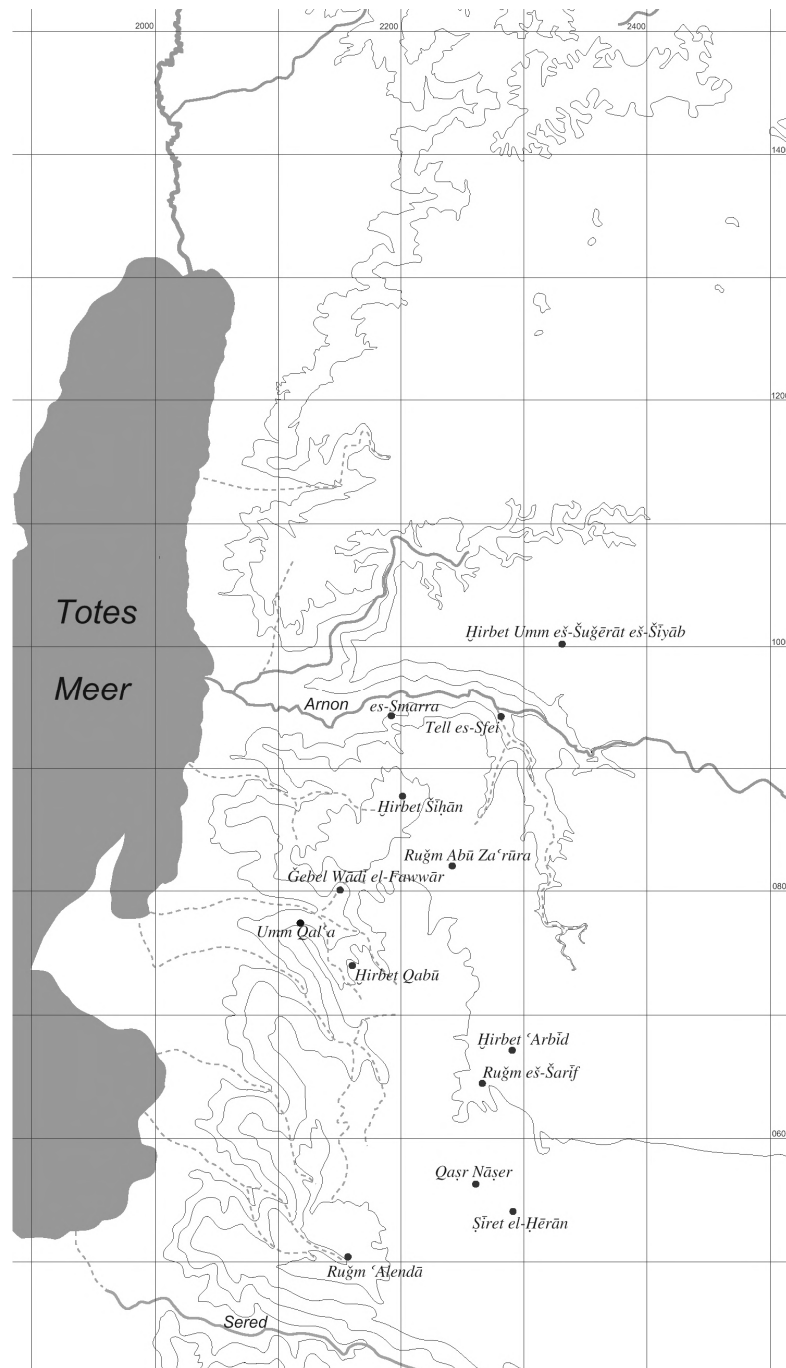 2000
2200
2400
140
120
Totes
Meer
100
Ḫirbet Umm eš-Šuǧērāt eš-Šīyāb
Arnon
es-Smarra
Tell es-Sfei
Ḫirbet Šīḥān
Ruǧm Abū Zaʿrūra
Ǧebel Wādī el-Fawwār
080
Umm Qalʿa
Hirbet Qabū
Ḫirbet ʿArbīd
Ruǧm eš-Šarīf
060
Qaṣr Nāṣer
Ṣīret el-Ḥērān
Ruǧm ʿAlendā
Sered